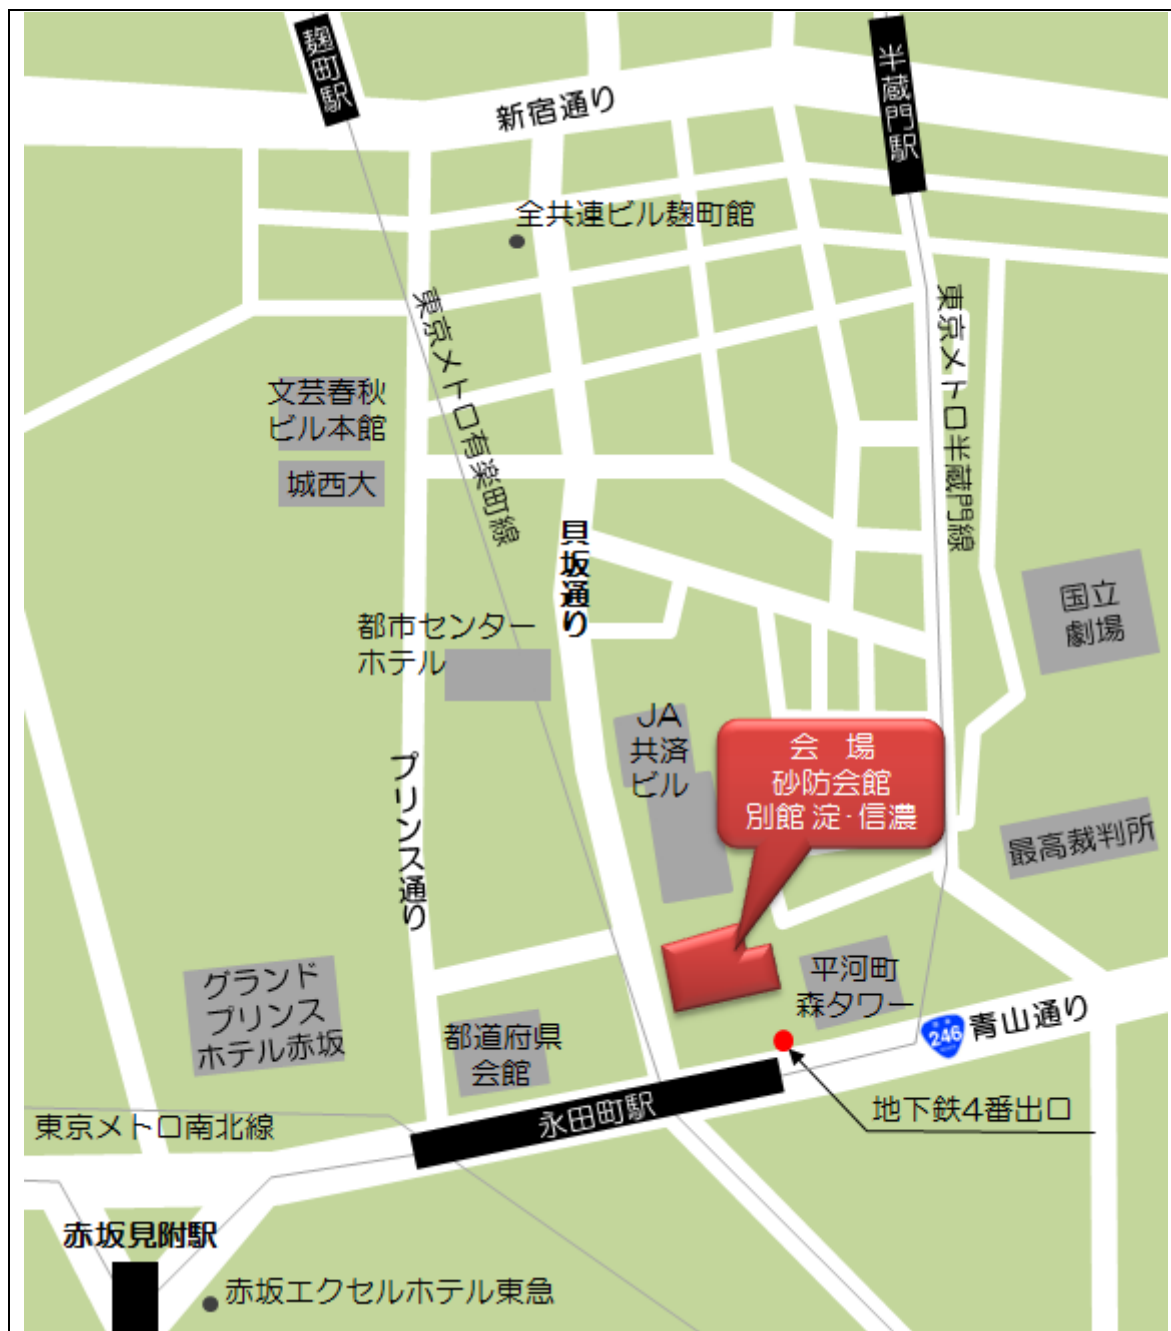 麹町駅
半蔵門駅
新宿通り
全共連ビル麹町館
東京メトロ有楽町線
東京メトロ半蔵門線
文芸春秋
ビル本館
城西大
貝坂通り
国立
劇場
都市センター
ホテル
JA
共済
ビル
会 場
砂防会館
別館 淀・信濃
プリンス通り
最高裁判所
グランド
プリンス
ホテル赤坂
平河町
森タワー
都道府県
会館
246
青山通り
永田町駅
地下鉄4番出口
東京メトロ南北線
赤坂見附駅
赤坂エクセルホテル東急